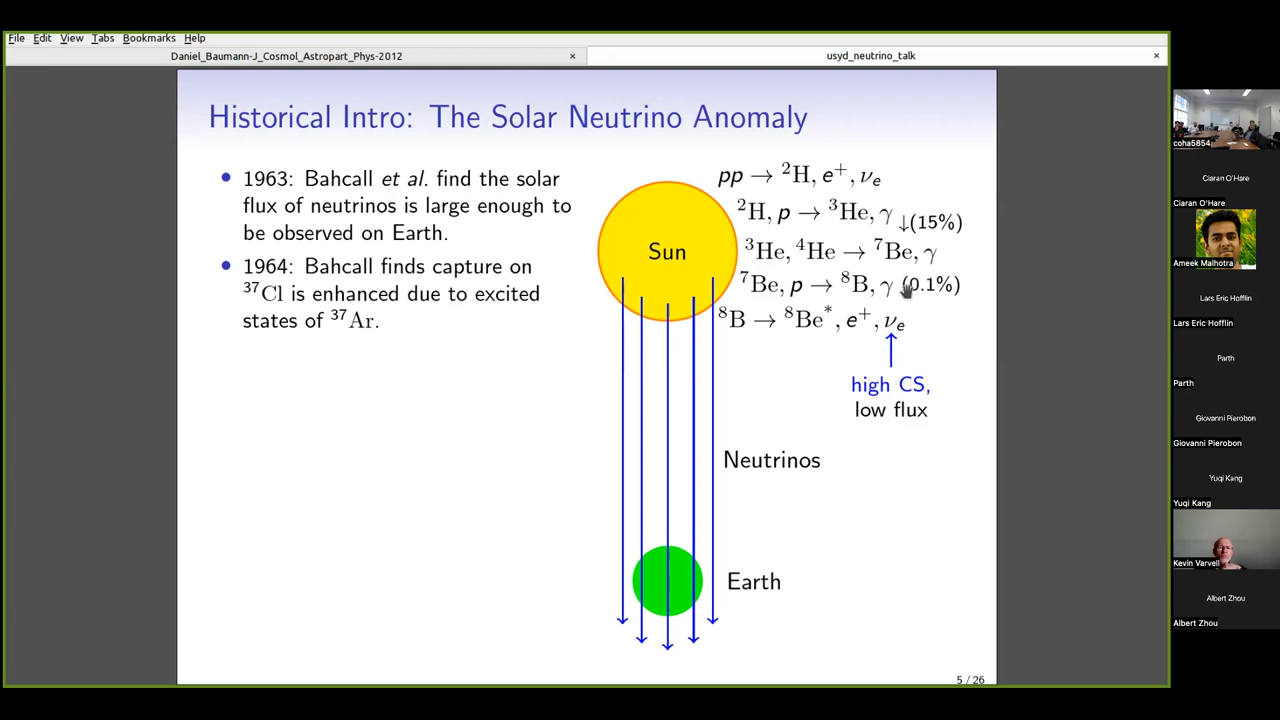 File Edit View Tabs Bookmarks Help
Daniel_Baumann-J_Cosmol_Astropart_Phys-2012 ×
usyd_neutrino_talk ×
Historical Intro: The Solar Neutrino Anomaly
• 1963: Bahcall et al. find the solar
flux of neutrinos is large enough to
be observed on Earth.
• 1964: Bahcall finds capture on
³⁷Cl is enhanced due to excited
states of ³⁷Ar.
Sun
pp → ²H, e⁺, νₑ
²H, p → ³He, γ
↓(15%)
³He, ⁴He → ⁷Be, γ
⁷Be, p → ⁸B, γ (0.1%)
⁸B → ⁸Be*, e⁺, νₑ
high CS,
low flux
Neutrinos
Earth
5 / 26
coha5854
Ciaran O'Hare
Ciaran O'Hare
Ameek Malhotra
Lars Eric Hofflin
Lars Eric Hofflin
Parth
Parth
Giovanni Pierobon
Giovanni Pierobon
Yuqi Kang
Yuqi Kang
Kevin Varvell
Albert Zhou
Albert Zhou